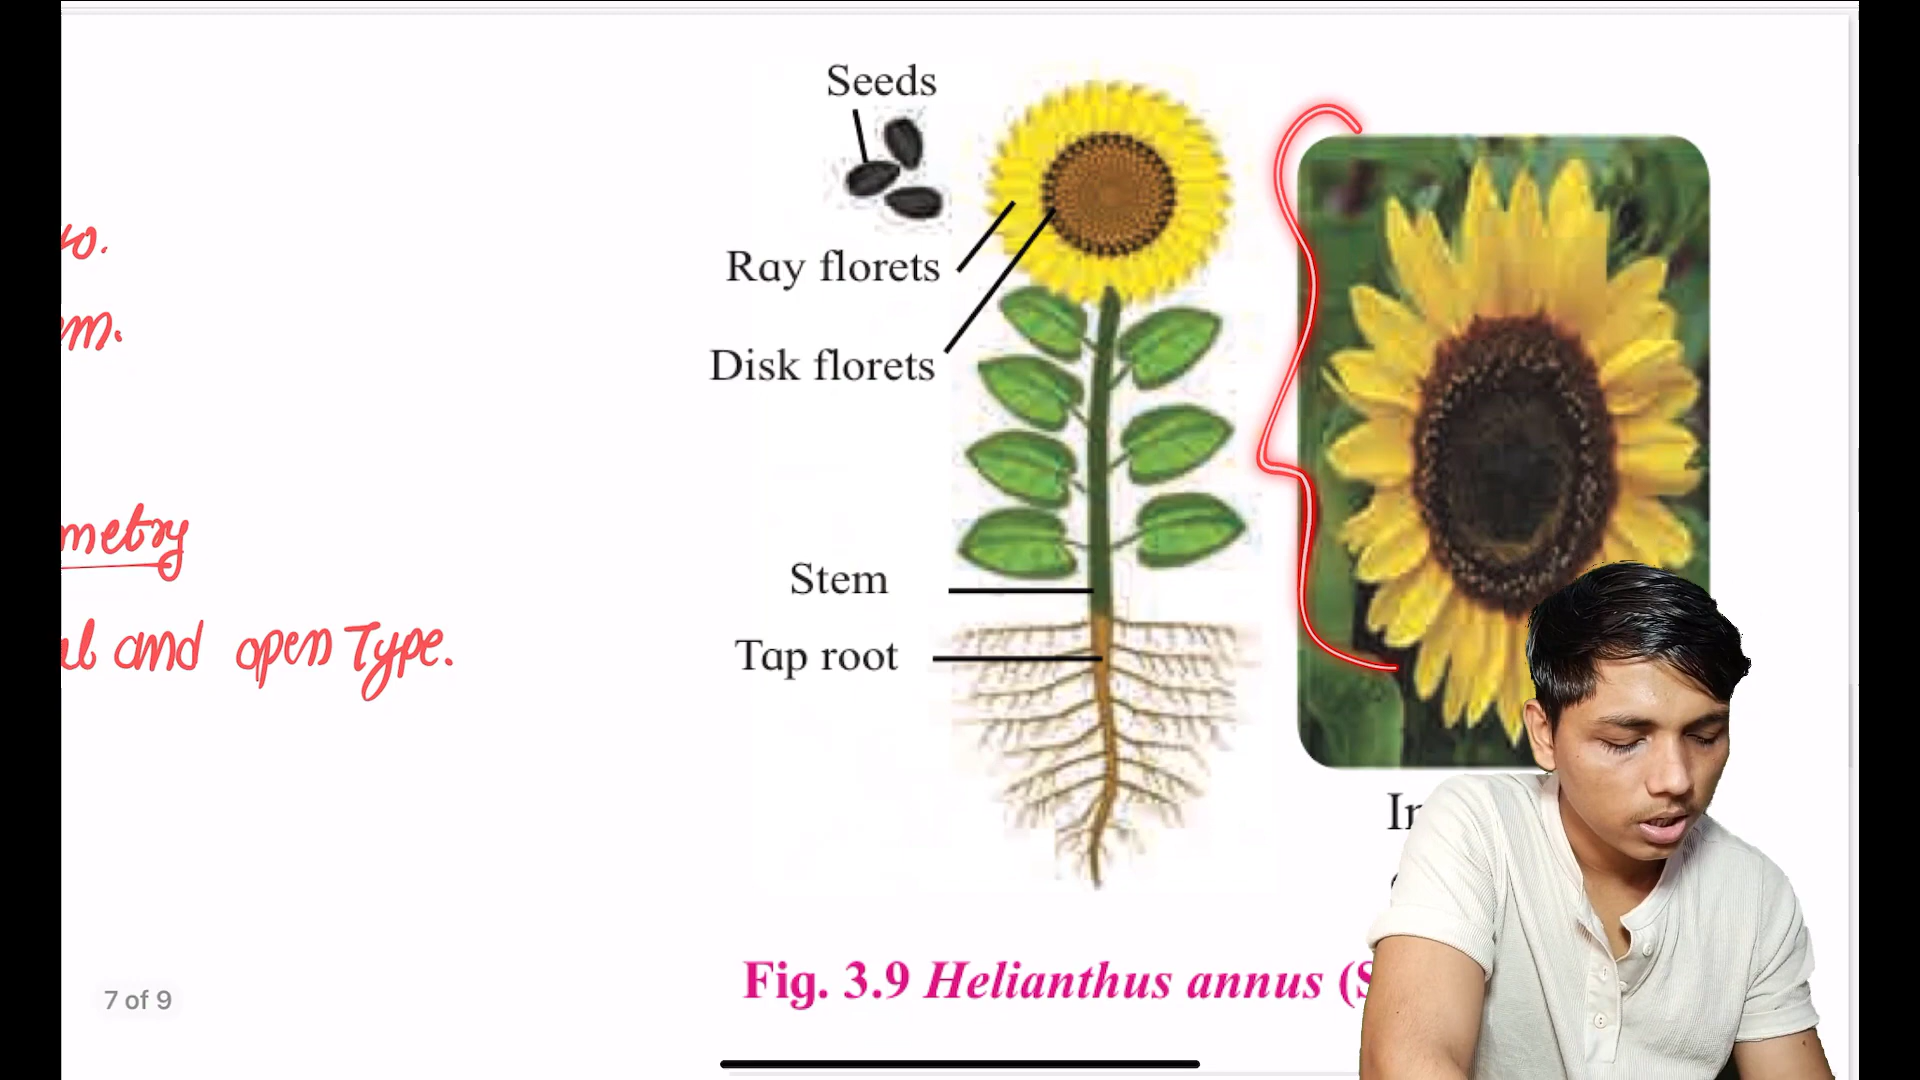 Seeds
Ray florets
Disk florets
Stem
Tap root
and open Type.
Fig. 3.9 Helianthus annus
7 of 9